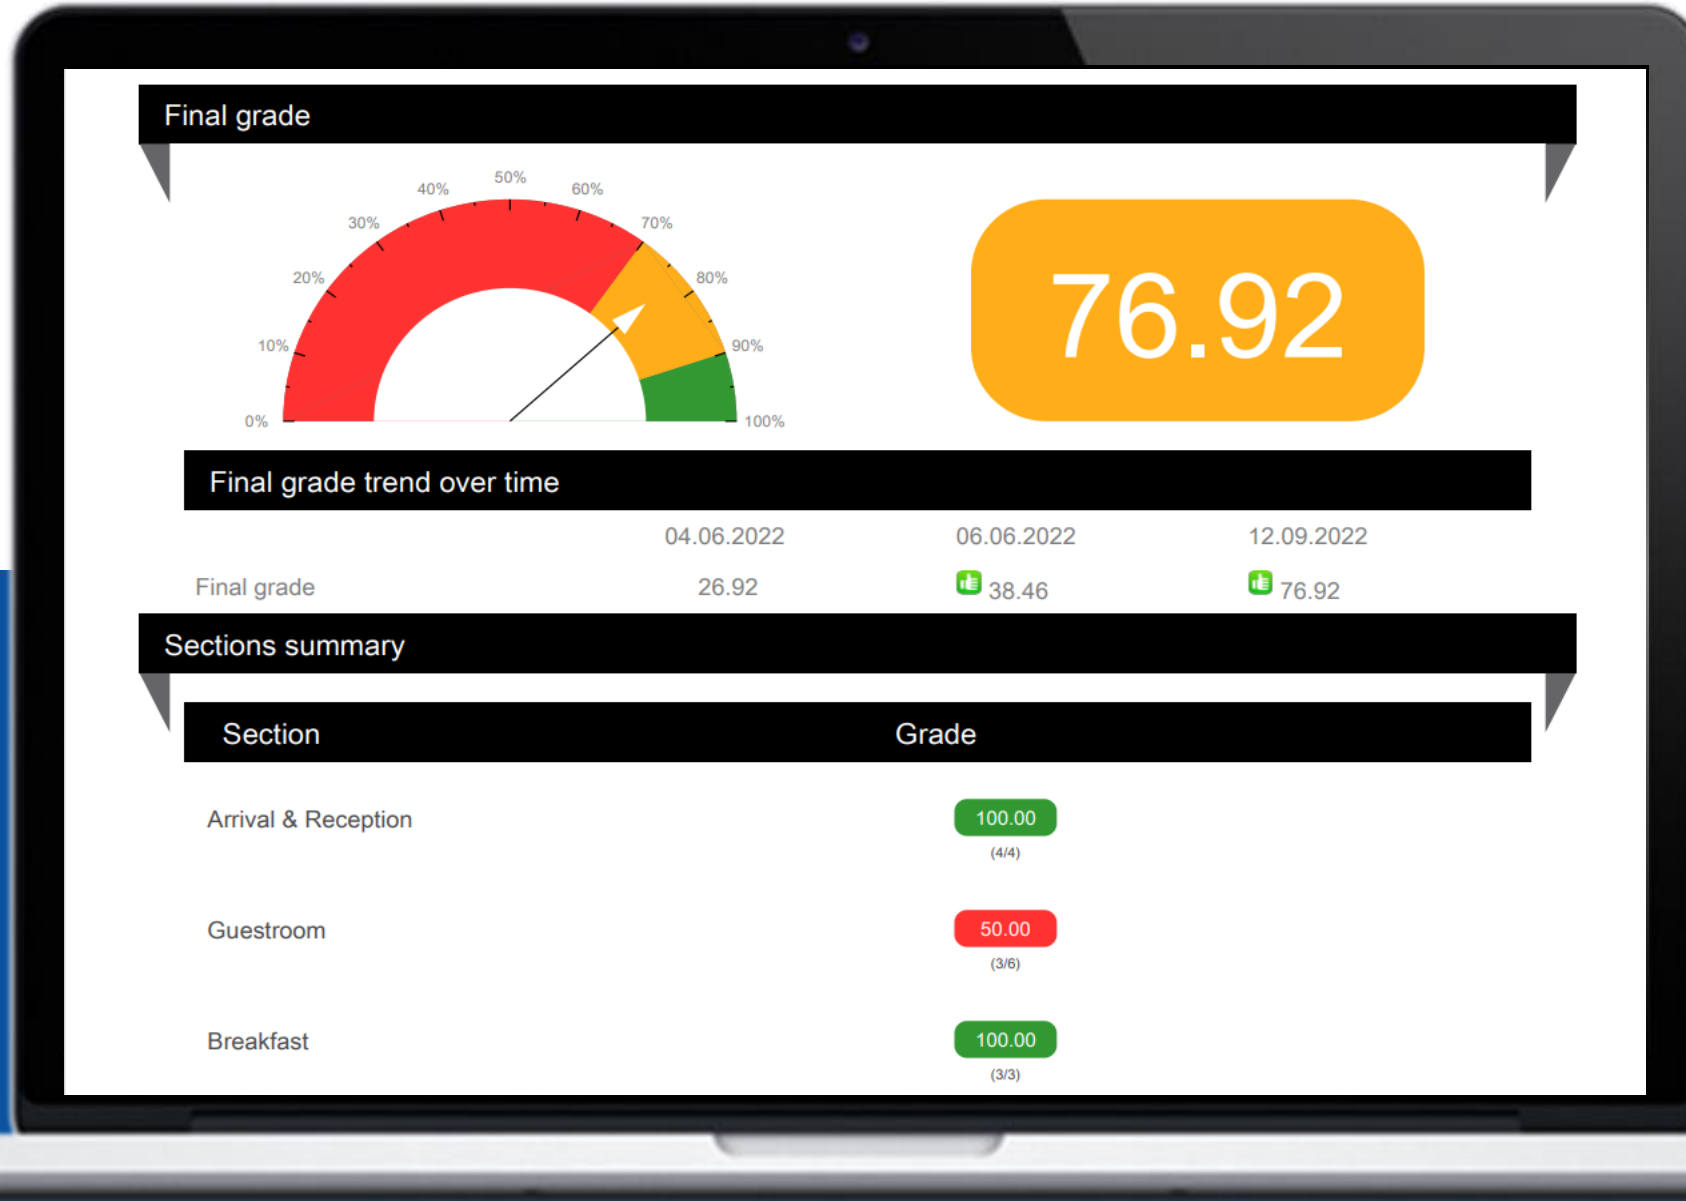 Final grade
0%
10%
20%
30%
40%
50%
60%
70%
80%
90%
100%
76.92
Final grade trend over time
04.06.2022 06.06.2022 12.09.2022
Final grade 26.92 38.46 76.92
Sections summary
Section Grade
Arrival & Reception 100.00
(4/4)
Guestroom 50.00
(3/6)
Breakfast 100.00
(3/3)